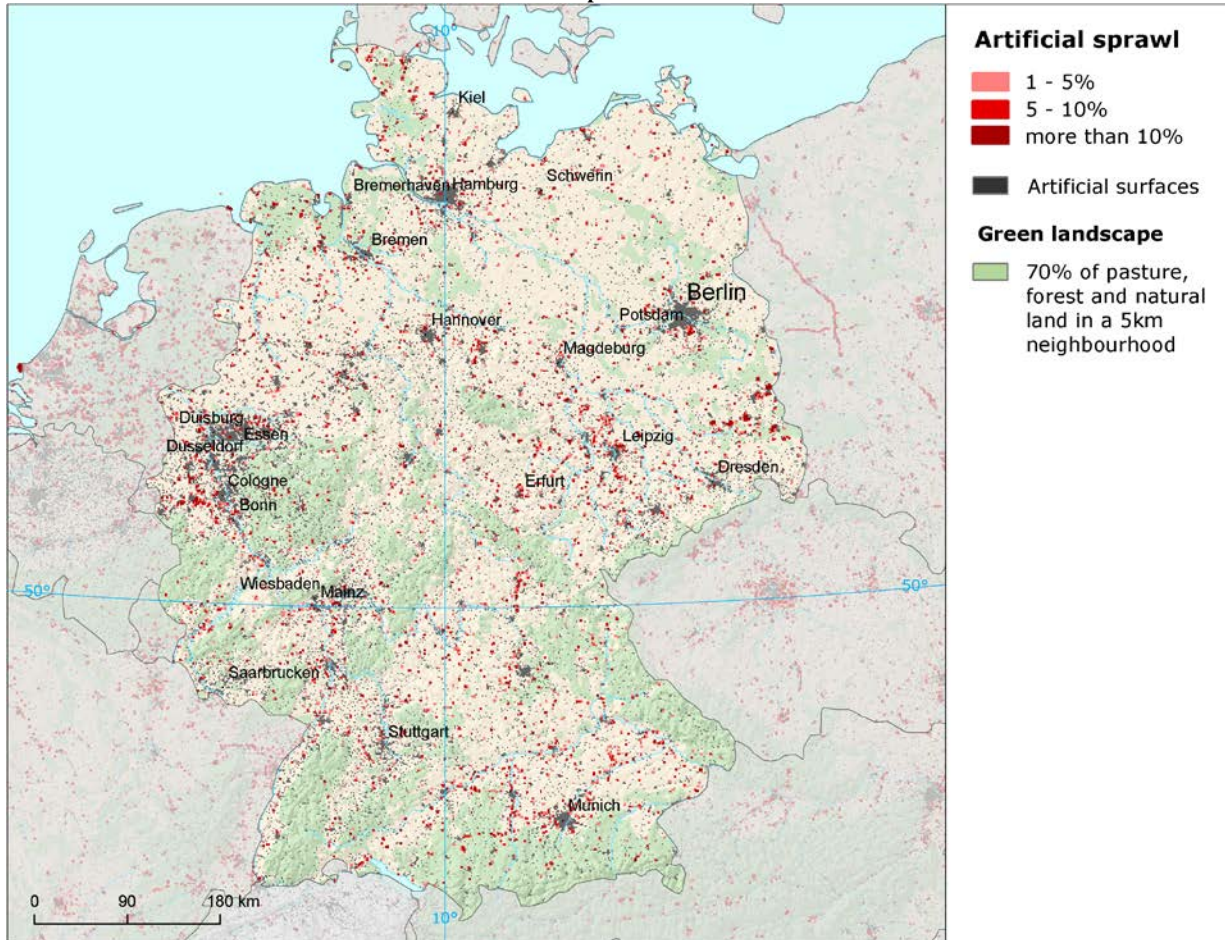 Artificial sprawl
1 - 5%
5 - 10%
more than 10%
Artificial surfaces
Green landscape
70% of pasture,
forest and natural
land in a 5km
neighbourhood
10°
Kiel
Schwerin
Bremerhaven
Hamburg
Bremen
Berlin
Potsdam
Hannover
Magdeburg
Duisburg
Essen
Dusseldorf
Leipzig
Dresden
Cologne
Erfurt
Bonn
Wiesbaden
Mainz
50°
50°
Saarbrucken
Stuttgart
Munich
0 90 180 km
10°